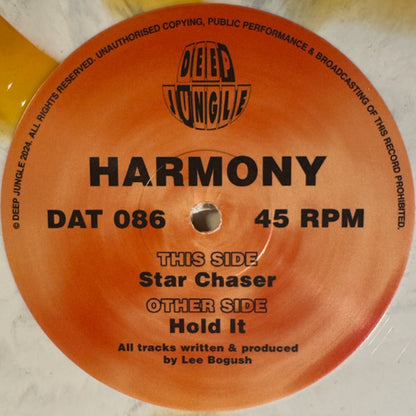 © DEEP JUNGLE 2024. ALL RIGHTS RESERVED. UNAUTHORISED COPYING, PUBLIC PERFORMANCE & BROADCASTING OF THIS RECORD PROHIBITED.
DEEP
JUNGLE
HARMONY
DAT 086 45 RPM
THIS SIDE
Star Chaser
OTHER SIDE
Hold It
All tracks written & produced
by Lee Bogush